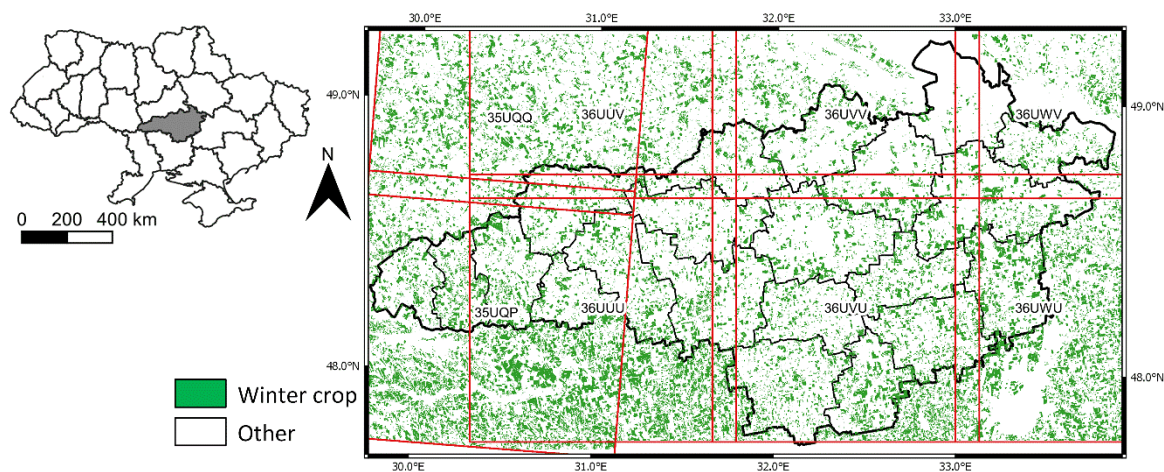 30.0°E 31.0°E 32.0°E 33.0°E
49.0°N 49.0°N
35UQQ 36UUV 36UVV 36UWV
N
0 200 400 km
35UQP 36UUU 36UVU 36UWU
48.0°N 48.0°N
Winter crop
Other
30.0°E 31.0°E 32.0°E 33.0°E